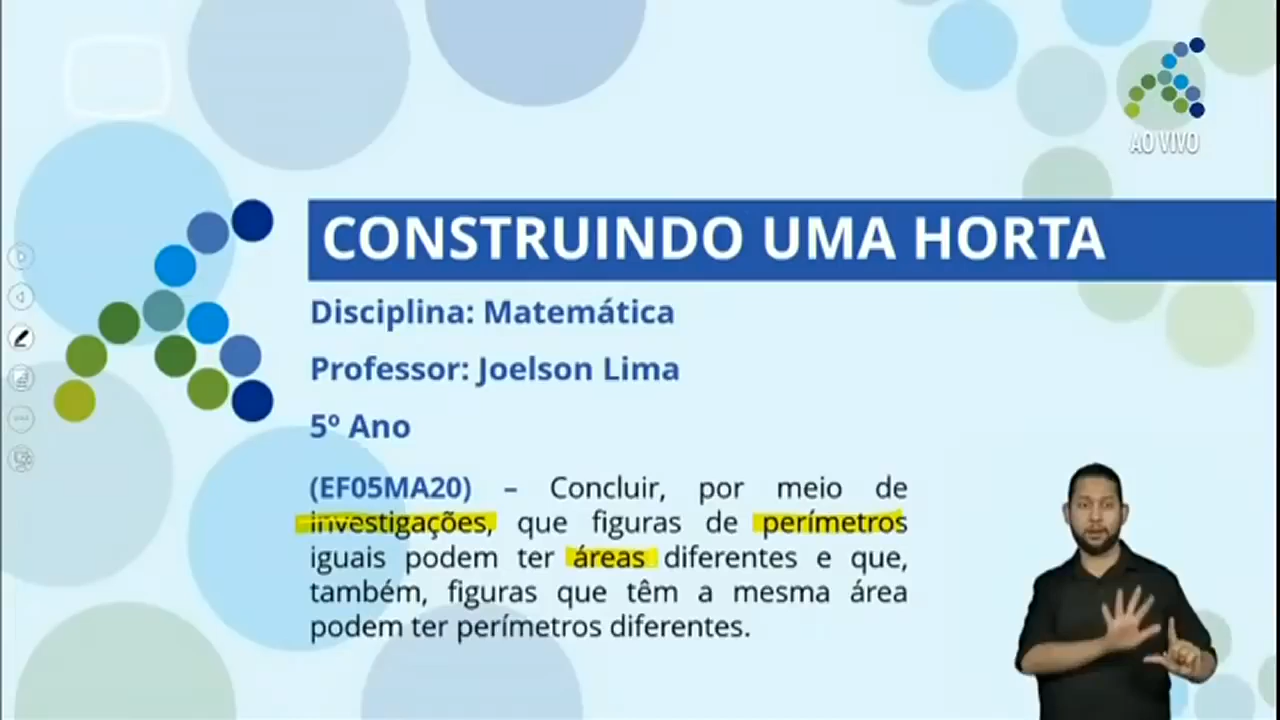 AO VIVO
CONSTRUINDO UMA HORTA
Disciplina: Matemática
Professor: Joelson Lima
5º Ano
(EF05MA20) – Concluir, por meio de
investigações, que figuras de perímetros
iguais podem ter áreas diferentes e que,
também, figuras que têm a mesma área
podem ter perímetros diferentes.